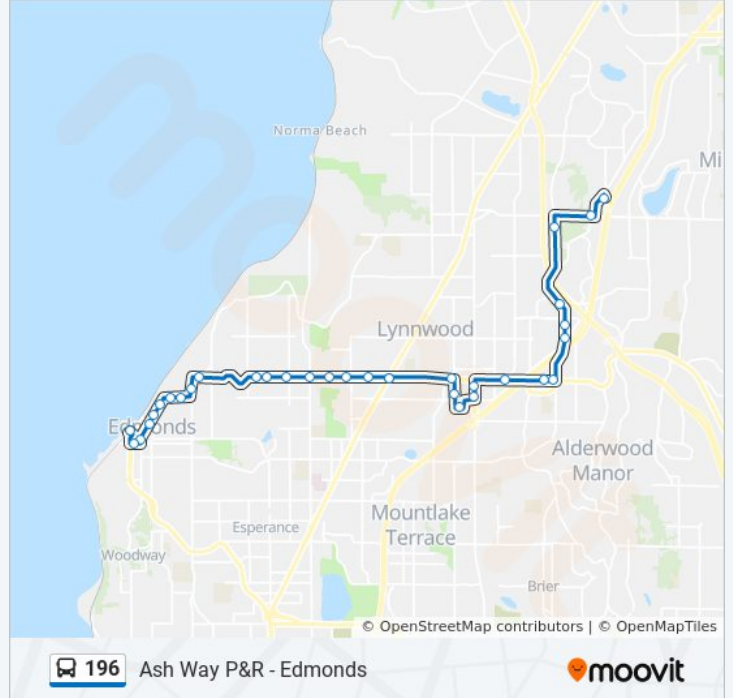 Norma Beach
Mi
Lynnwood
Edmonds
Alderwood
Manor
Mountlake
Terrace
Esperance
Woodway
Brier
© OpenStreetMap contributors | © OpenMapTiles
196 Ash Way P&R - Edmonds
moovit